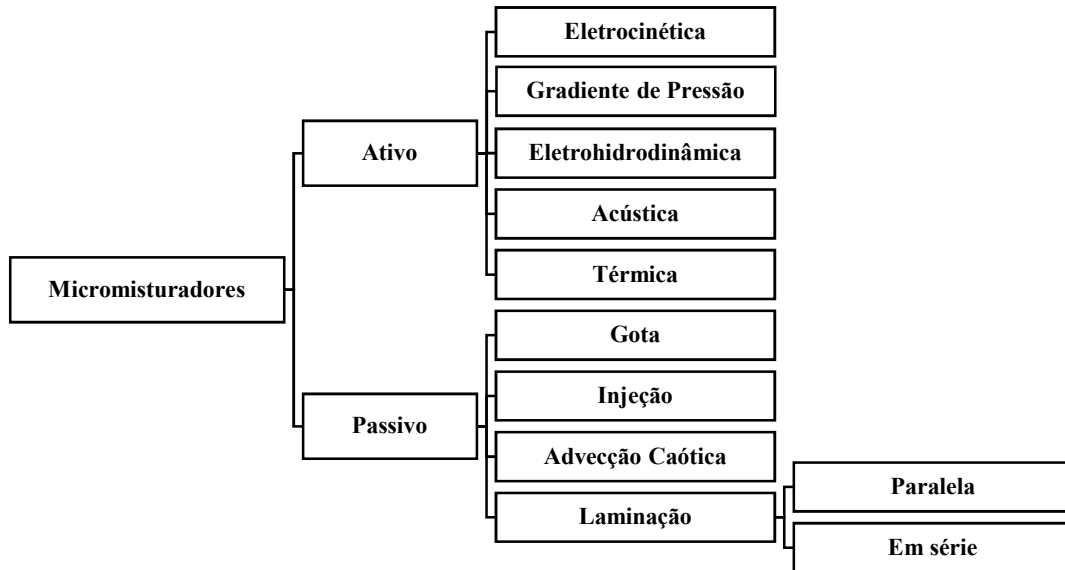 Eletrocinética
Gradiente de Pressão
Ativo
Eletrohidrodinâmica
Acústica
Térmica
Micromisturadores
Gota
Injeção
Passivo
Advecção Caótica
Laminação
Paralela
Em série